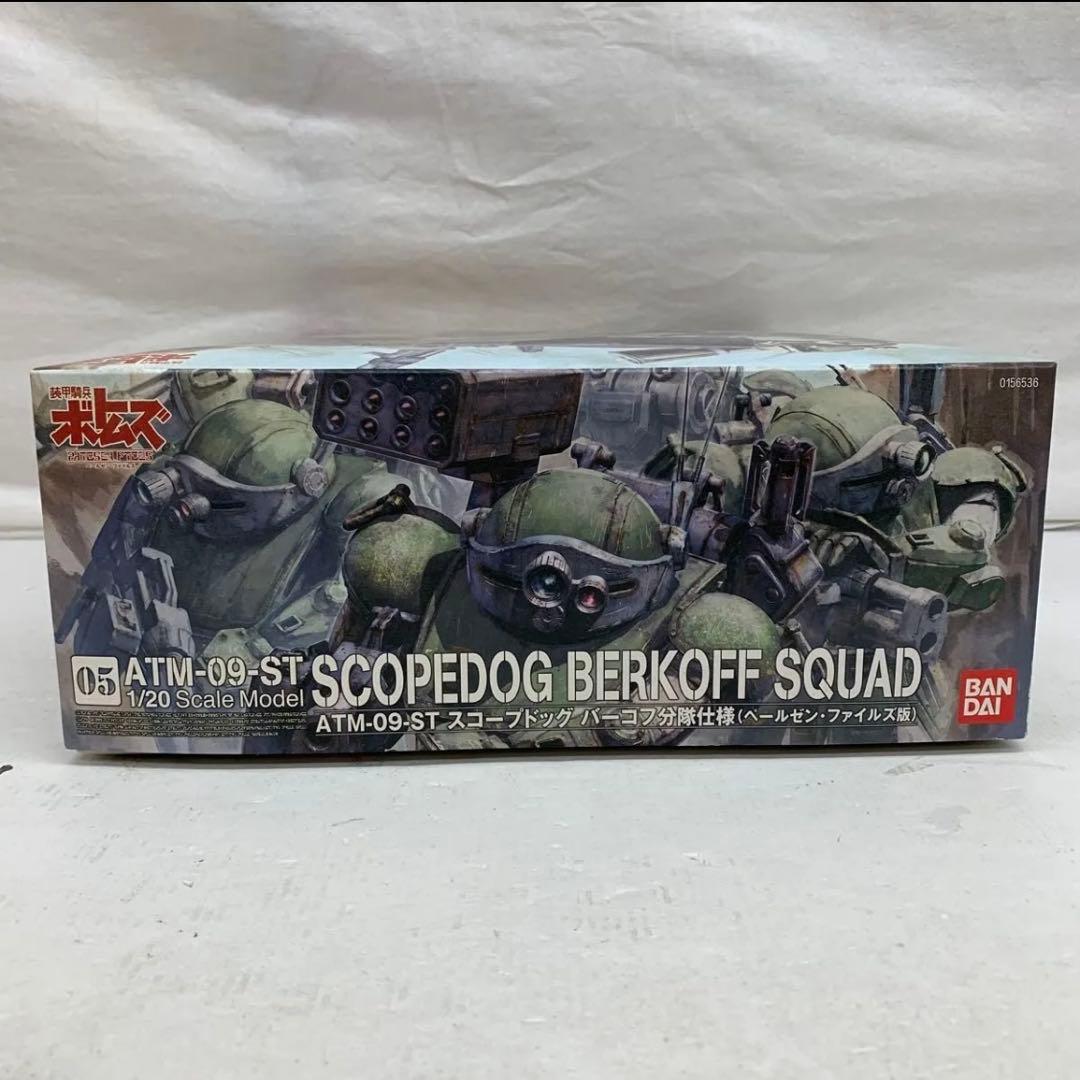 装甲騎兵
ボトムズ
ペールゼン・ファイルズ
0156536
05
ATM-09-ST
1/20 Scale Model
SCOPEDOG BERKOFF SQUAD
ATM-09-ST スコープドッグ バーコフ分隊仕様(ペールゼン・ファイルズ版)
BAN
DAI